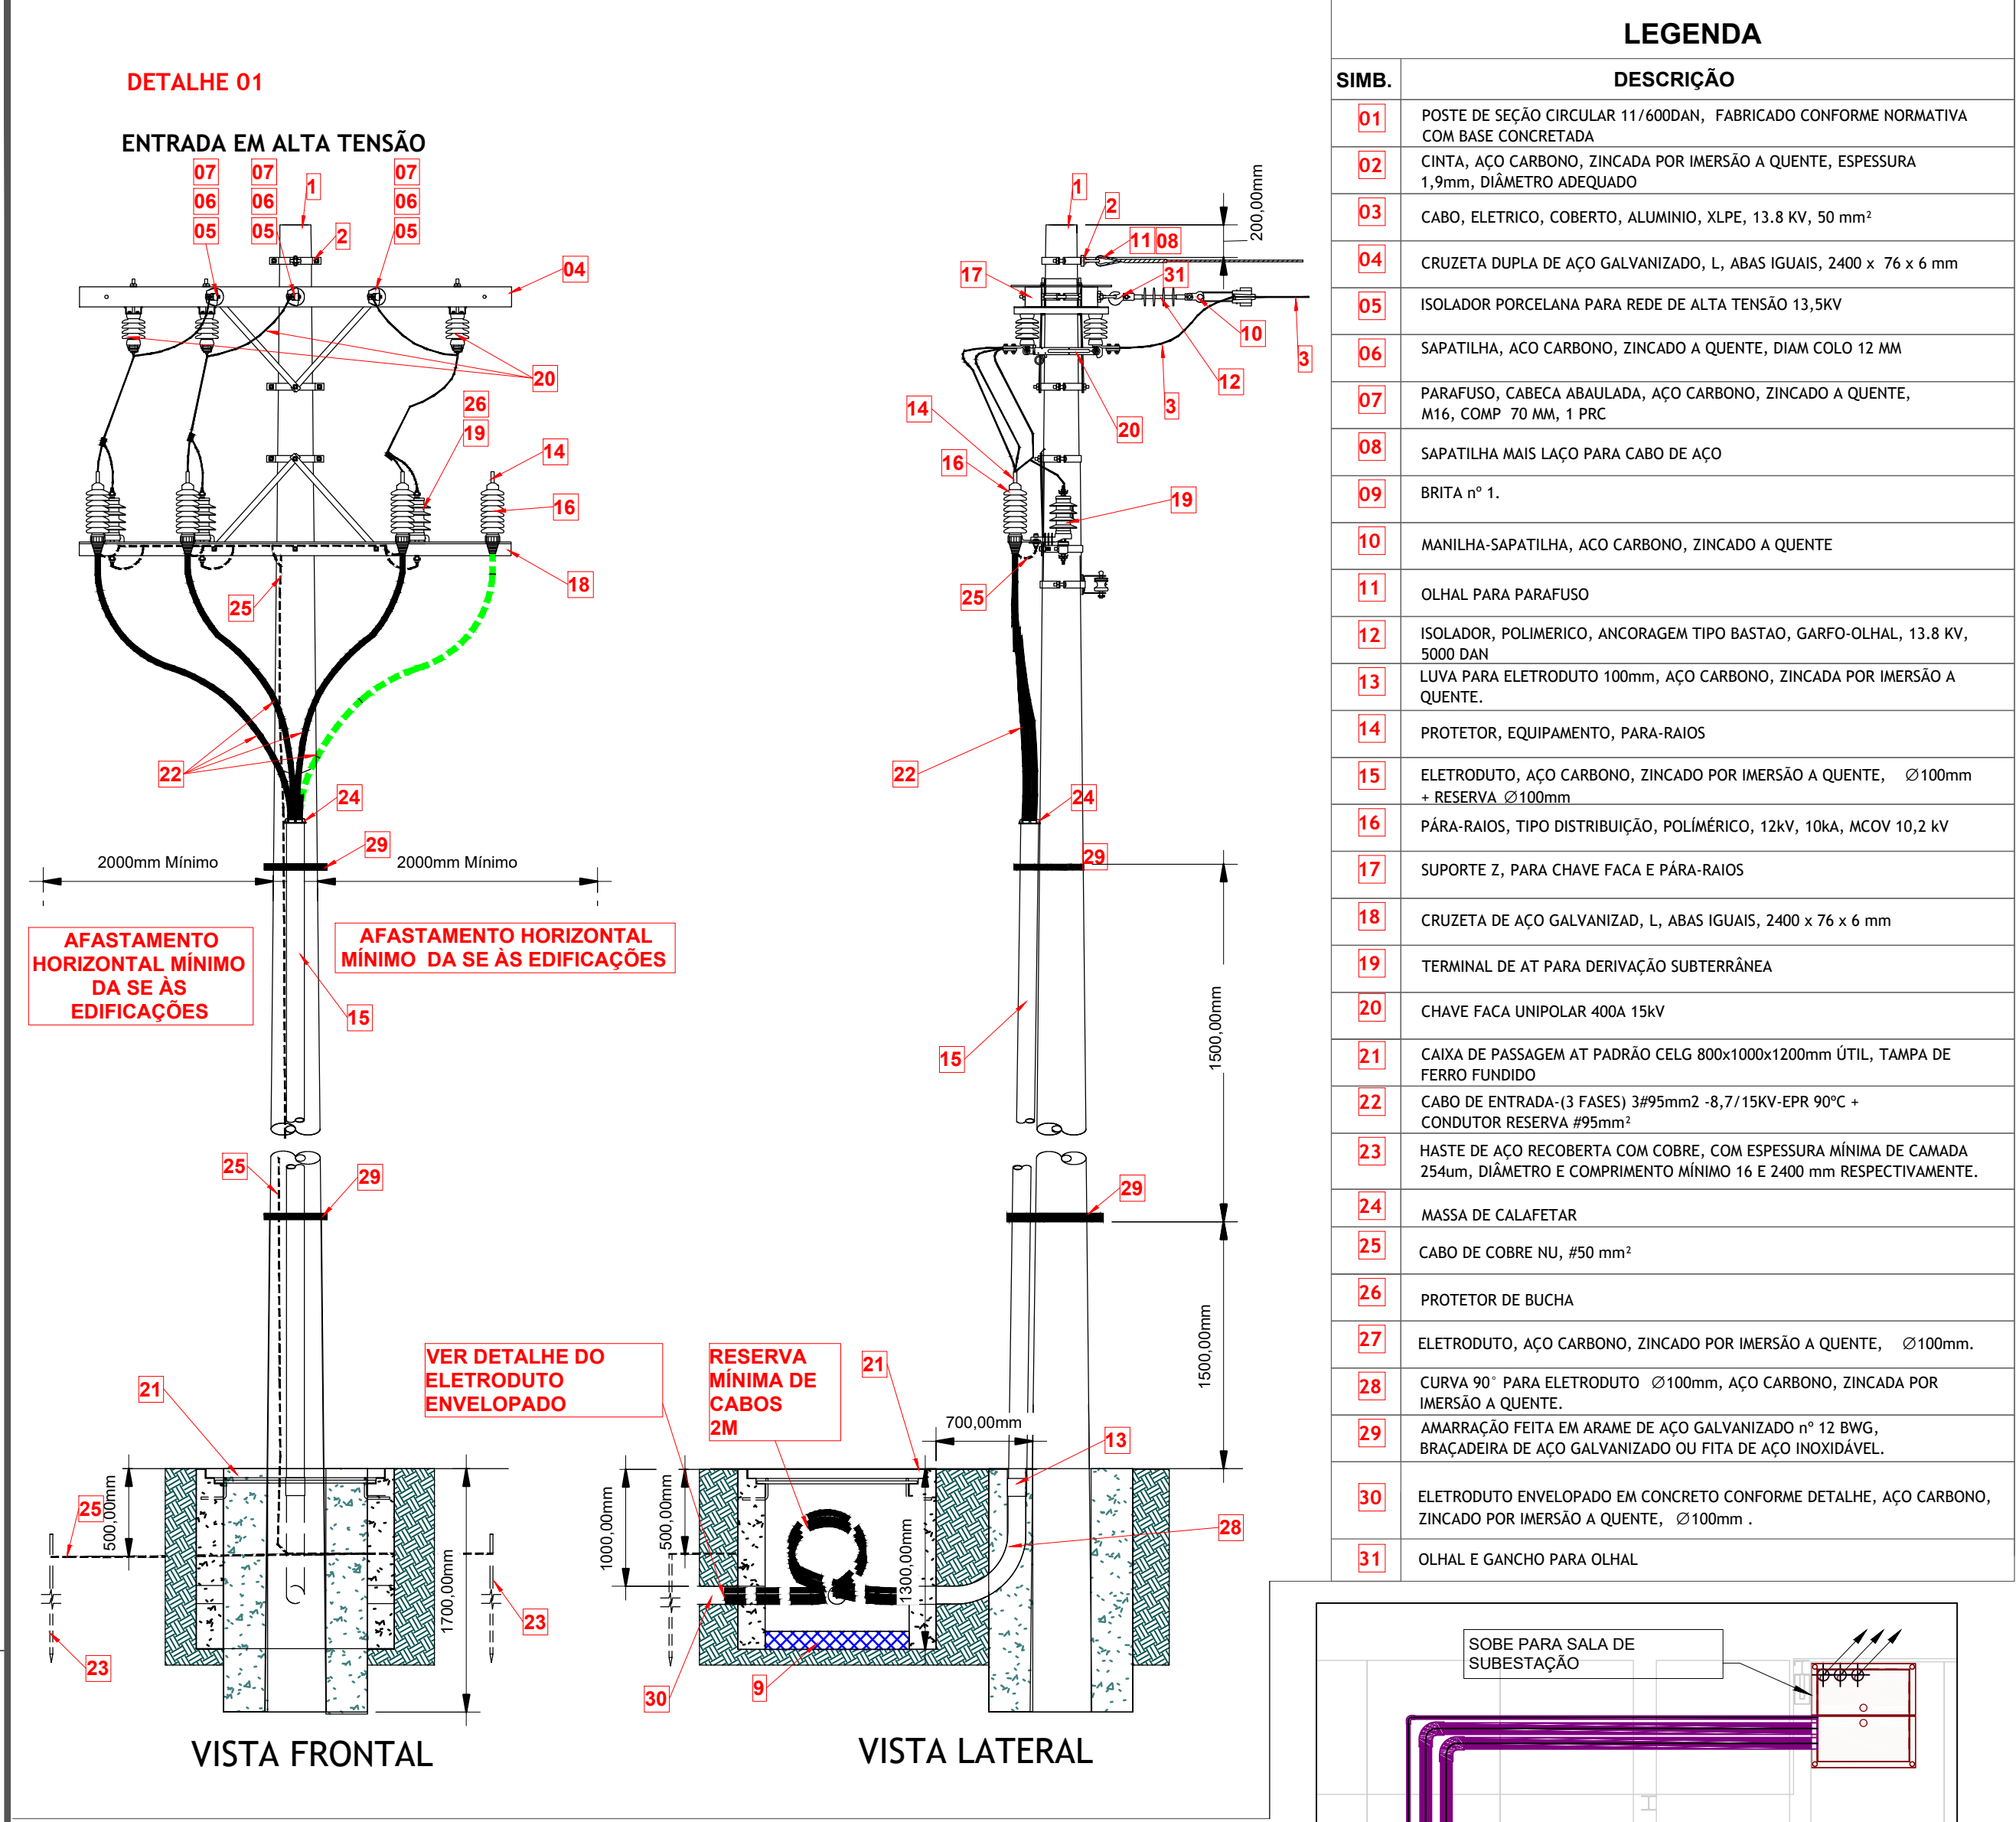 DETALHE 01
ENTRADA EM ALTA TENSÃO
07 07 07
06 06 06
05 05 05
1
2
04
20
26
19
14
16
18
25
22
24
29
2000mm Mínimo
2000mm Mínimo
AFASTAMENTO
HORIZONTAL MÍNIMO
DA SE ÀS
EDIFICAÇÕES
AFASTAMENTO HORIZONTAL
MÍNIMO DA SE ÀS EDIFICAÇÕES
15
25
29
21
25
500,00mm
1700,00mm
23
23
VISTA FRONTAL
1
2
200,00mm
11 08
17
31
10
3
12
3
14
20
16
19
25
22
24
29
1500,00mm
15
29
1500,00mm
VER DETALHE DO
ELETRODUTO
ENVELOPADO
RESERVA
MÍNIMA DE
CABOS
2M
21
700,00mm
13
1000,00mm
500,00mm
1300,00mm
28
30
9
VISTA LATERAL
LEGENDA
SIMB. DESCRIÇÃO
01 POSTE DE SEÇÃO CIRCULAR 11/600DAN, FABRICADO CONFORME NORMATIVA
COM BASE CONCRETADA
02 CINTA, AÇO CARBONO, ZINCADA POR IMERSÃO A QUENTE, ESPESSURA
1,9mm, DIÂMETRO ADEQUADO
03 CABO, ELETRICO, COBERTO, ALUMINIO, XLPE, 13.8 KV, 50 mm²
04 CRUZETA DUPLA DE AÇO GALVANIZADO, L, ABAS IGUAIS, 2400 x 76 x 6 mm
05 ISOLADOR PORCELANA PARA REDE DE ALTA TENSÃO 13,5KV
06 SAPATILHA, ACO CARBONO, ZINCADO A QUENTE, DIAM COLO 12 MM
07 PARAFUSO, CABECA ABAULADA, AÇO CARBONO, ZINCADO A QUENTE,
M16, COMP 70 MM, 1 PRC
08 SAPATILHA MAIS LAÇO PARA CABO DE AÇO
09 BRITA nº 1.
10 MANILHA-SAPATILHA, ACO CARBONO, ZINCADO A QUENTE
11 OLHAL PARA PARAFUSO
12 ISOLADOR, POLIMERICO, ANCORAGEM TIPO BASTAO, GARFO-OLHAL, 13.8 KV,
5000 DAN
13 LUVA PARA ELETRODUTO 100mm, AÇO CARBONO, ZINCADA POR IMERSÃO A
QUENTE.
14 PROTETOR, EQUIPAMENTO, PARA-RAIOS
15 ELETRODUTO, AÇO CARBONO, ZINCADO POR IMERSÃO A QUENTE, ∅100mm
+ RESERVA ∅100mm
16 PÁRA-RAIOS, TIPO DISTRIBUIÇÃO, POLÍMÉRICO, 12kV, 10kA, MCOV 10,2 kV
17 SUPORTE Z, PARA CHAVE FACA E PÁRA-RAIOS
18 CRUZETA DE AÇO GALVANIZAD, L, ABAS IGUAIS, 2400 x 76 x 6 mm
19 TERMINAL DE AT PARA DERIVAÇÃO SUBTERRÂNEA
20 CHAVE FACA UNIPOLAR 400A 15kV
21 CAIXA DE PASSAGEM AT PADRÃO CELG 800x1000x1200mm ÚTIL, TAMPA DE
FERRO FUNDIDO
22 CABO DE ENTRADA-(3 FASES) 3#95mm2 -8,7/15KV-EPR 90ºC +
CONDUTOR RESERVA #95mm²
23 HASTE DE AÇO RECOBERTA COM COBRE, COM ESPESSURA MÍNIMA DE CAMADA
254um, DIÂMETRO E COMPRIMENTO MÍNIMO 16 E 2400 mm RESPECTIVAMENTE.
24 MASSA DE CALAFETAR
25 CABO DE COBRE NU, #50 mm²
26 PROTETOR DE BUCHA
27 ELETRODUTO, AÇO CARBONO, ZINCADO POR IMERSÃO A QUENTE, ∅100mm.
28 CURVA 90° PARA ELETRODUTO ∅100mm, AÇO CARBONO, ZINCADA POR
IMERSÃO A QUENTE.
29 AMARRAÇÃO FEITA EM ARAME DE AÇO GALVANIZADO nº 12 BWG,
BRAÇADEIRA DE AÇO GALVANIZADO OU FITA DE AÇO INOXIDÁVEL.
30 ELETRODUTO ENVELOPADO EM CONCRETO CONFORME DETALHE, AÇO CARBONO,
ZINCADO POR IMERSÃO A QUENTE, ∅100mm .
31 OLHAL E GANCHO PARA OLHAL
SOBE PARA SALA DE
SUBESTAÇÃO